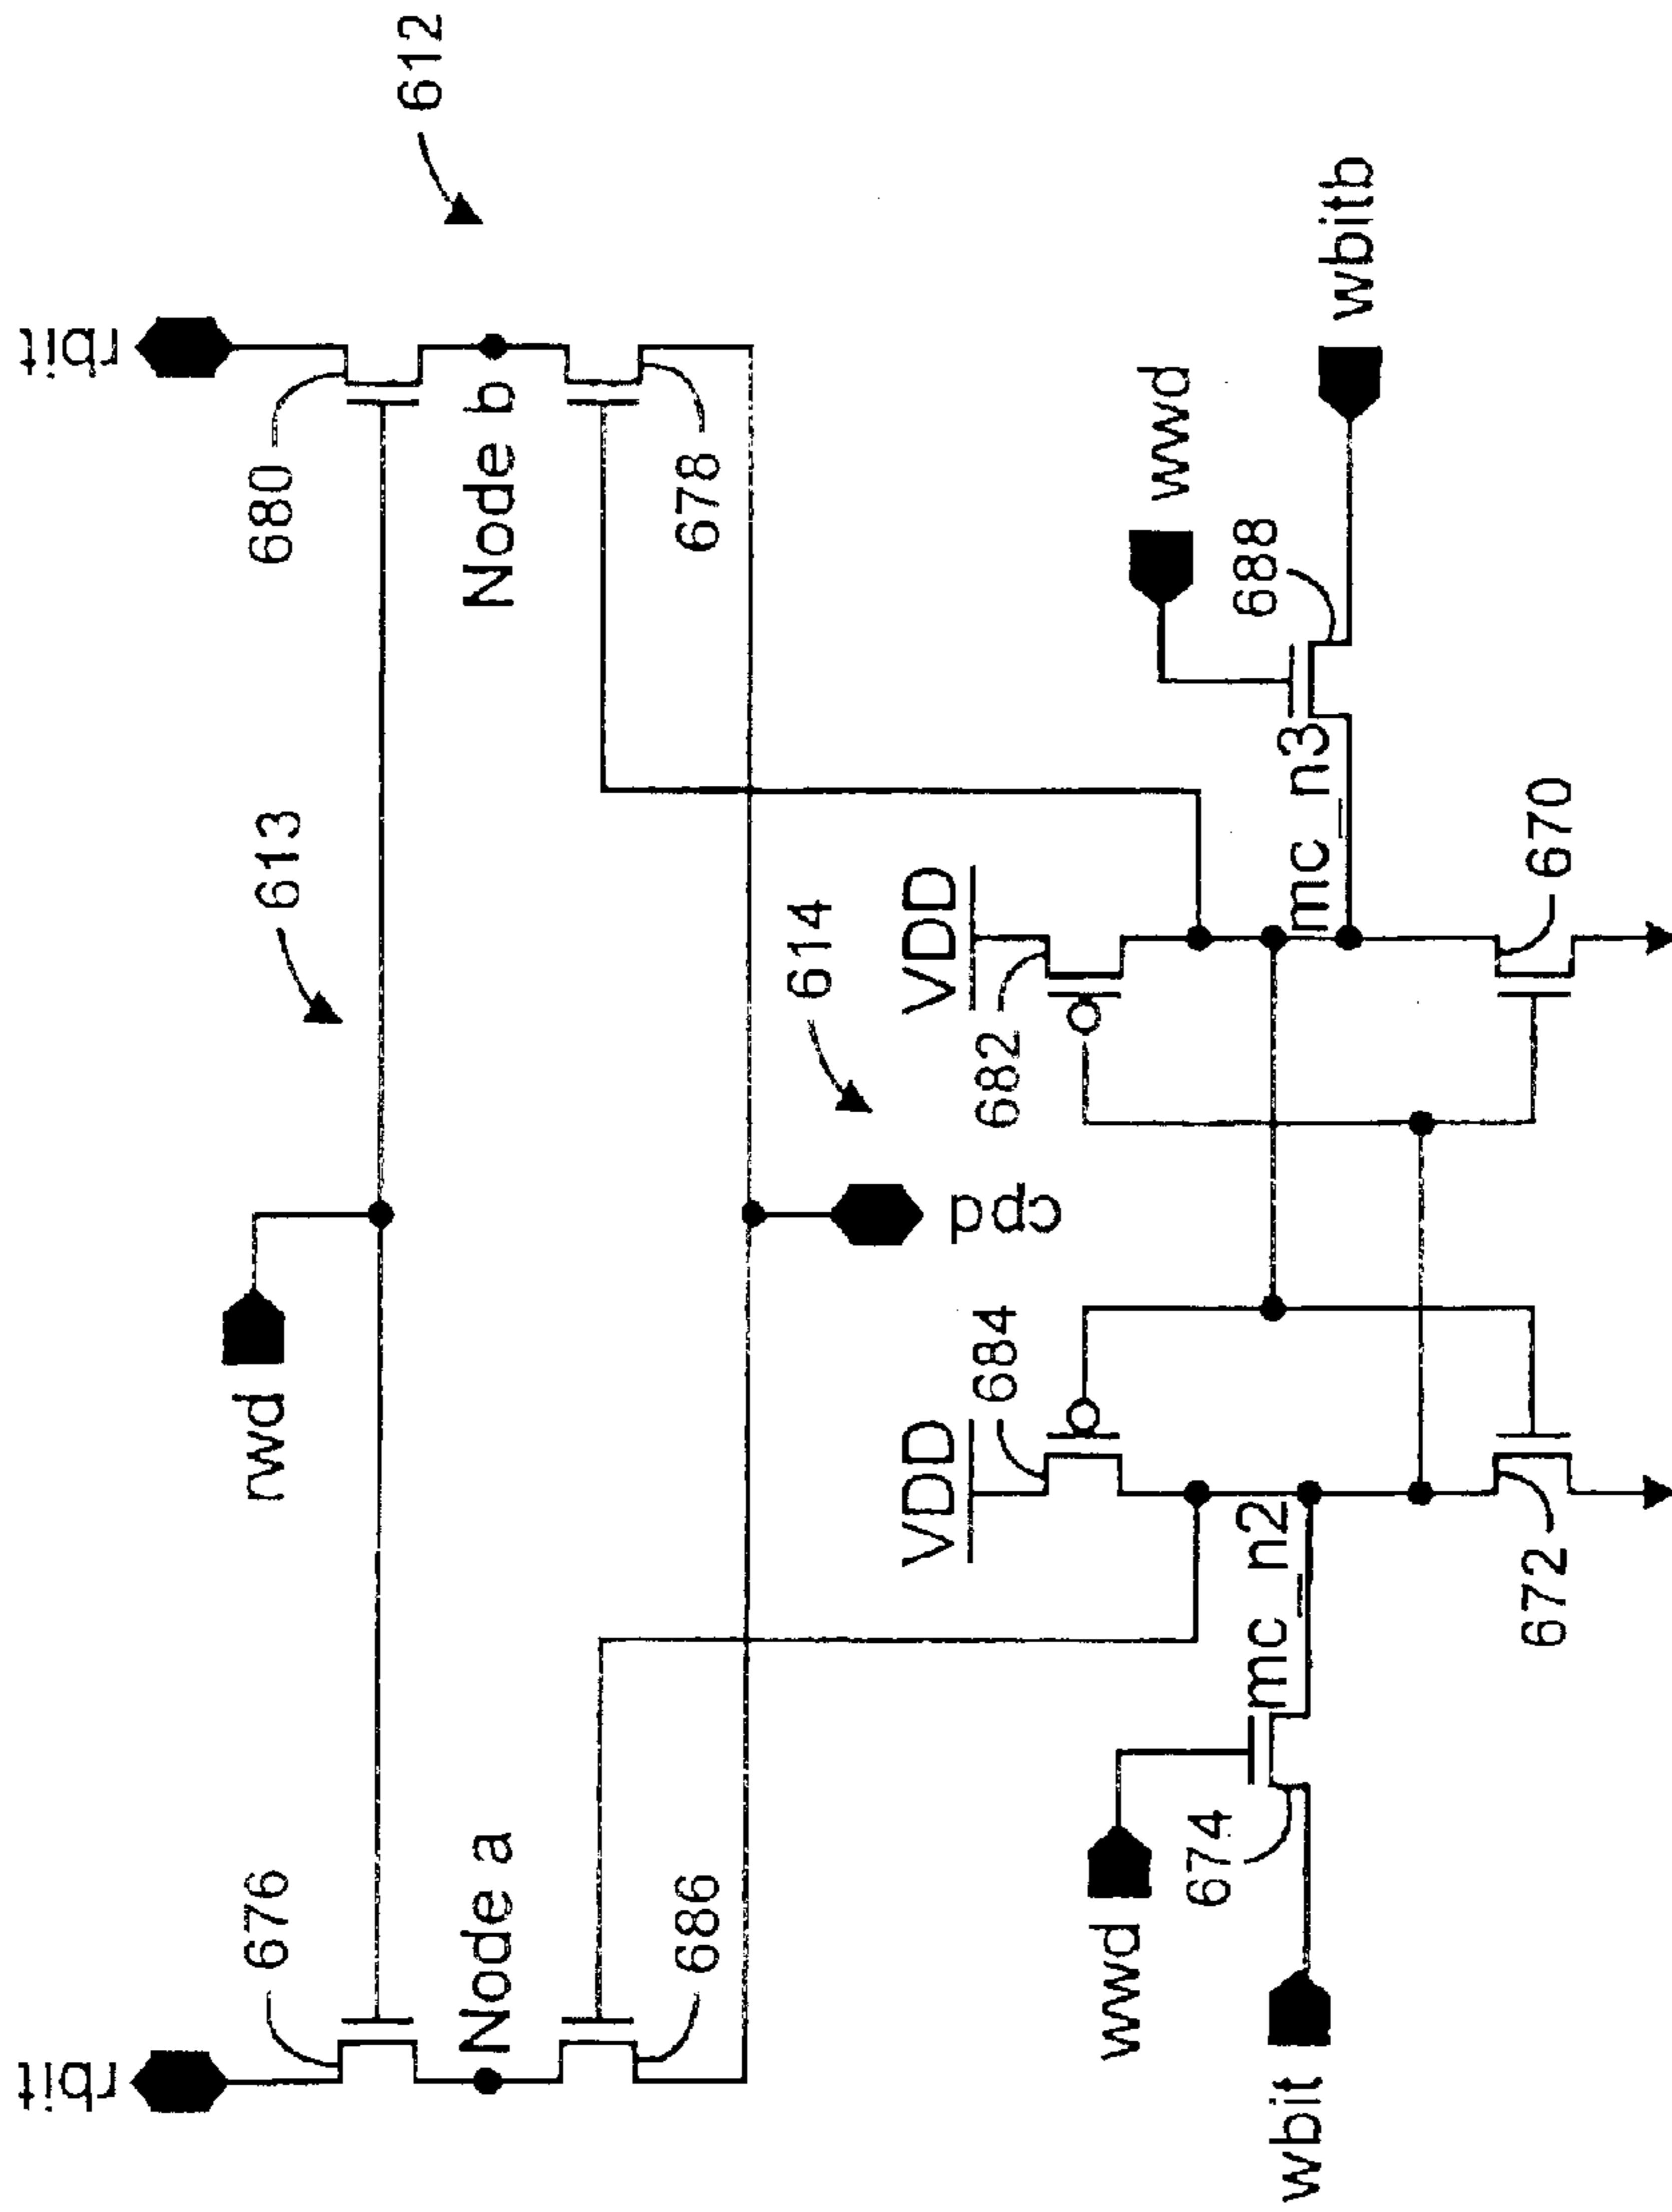 rbit
rbit
612
676
rwd
613
680
Node a
Node b
686
678
cpd
614
VDD
684
VDD
682
wwd
wwd
674
mc_n2
688
mc_n3
wbit
wbitb
672
670